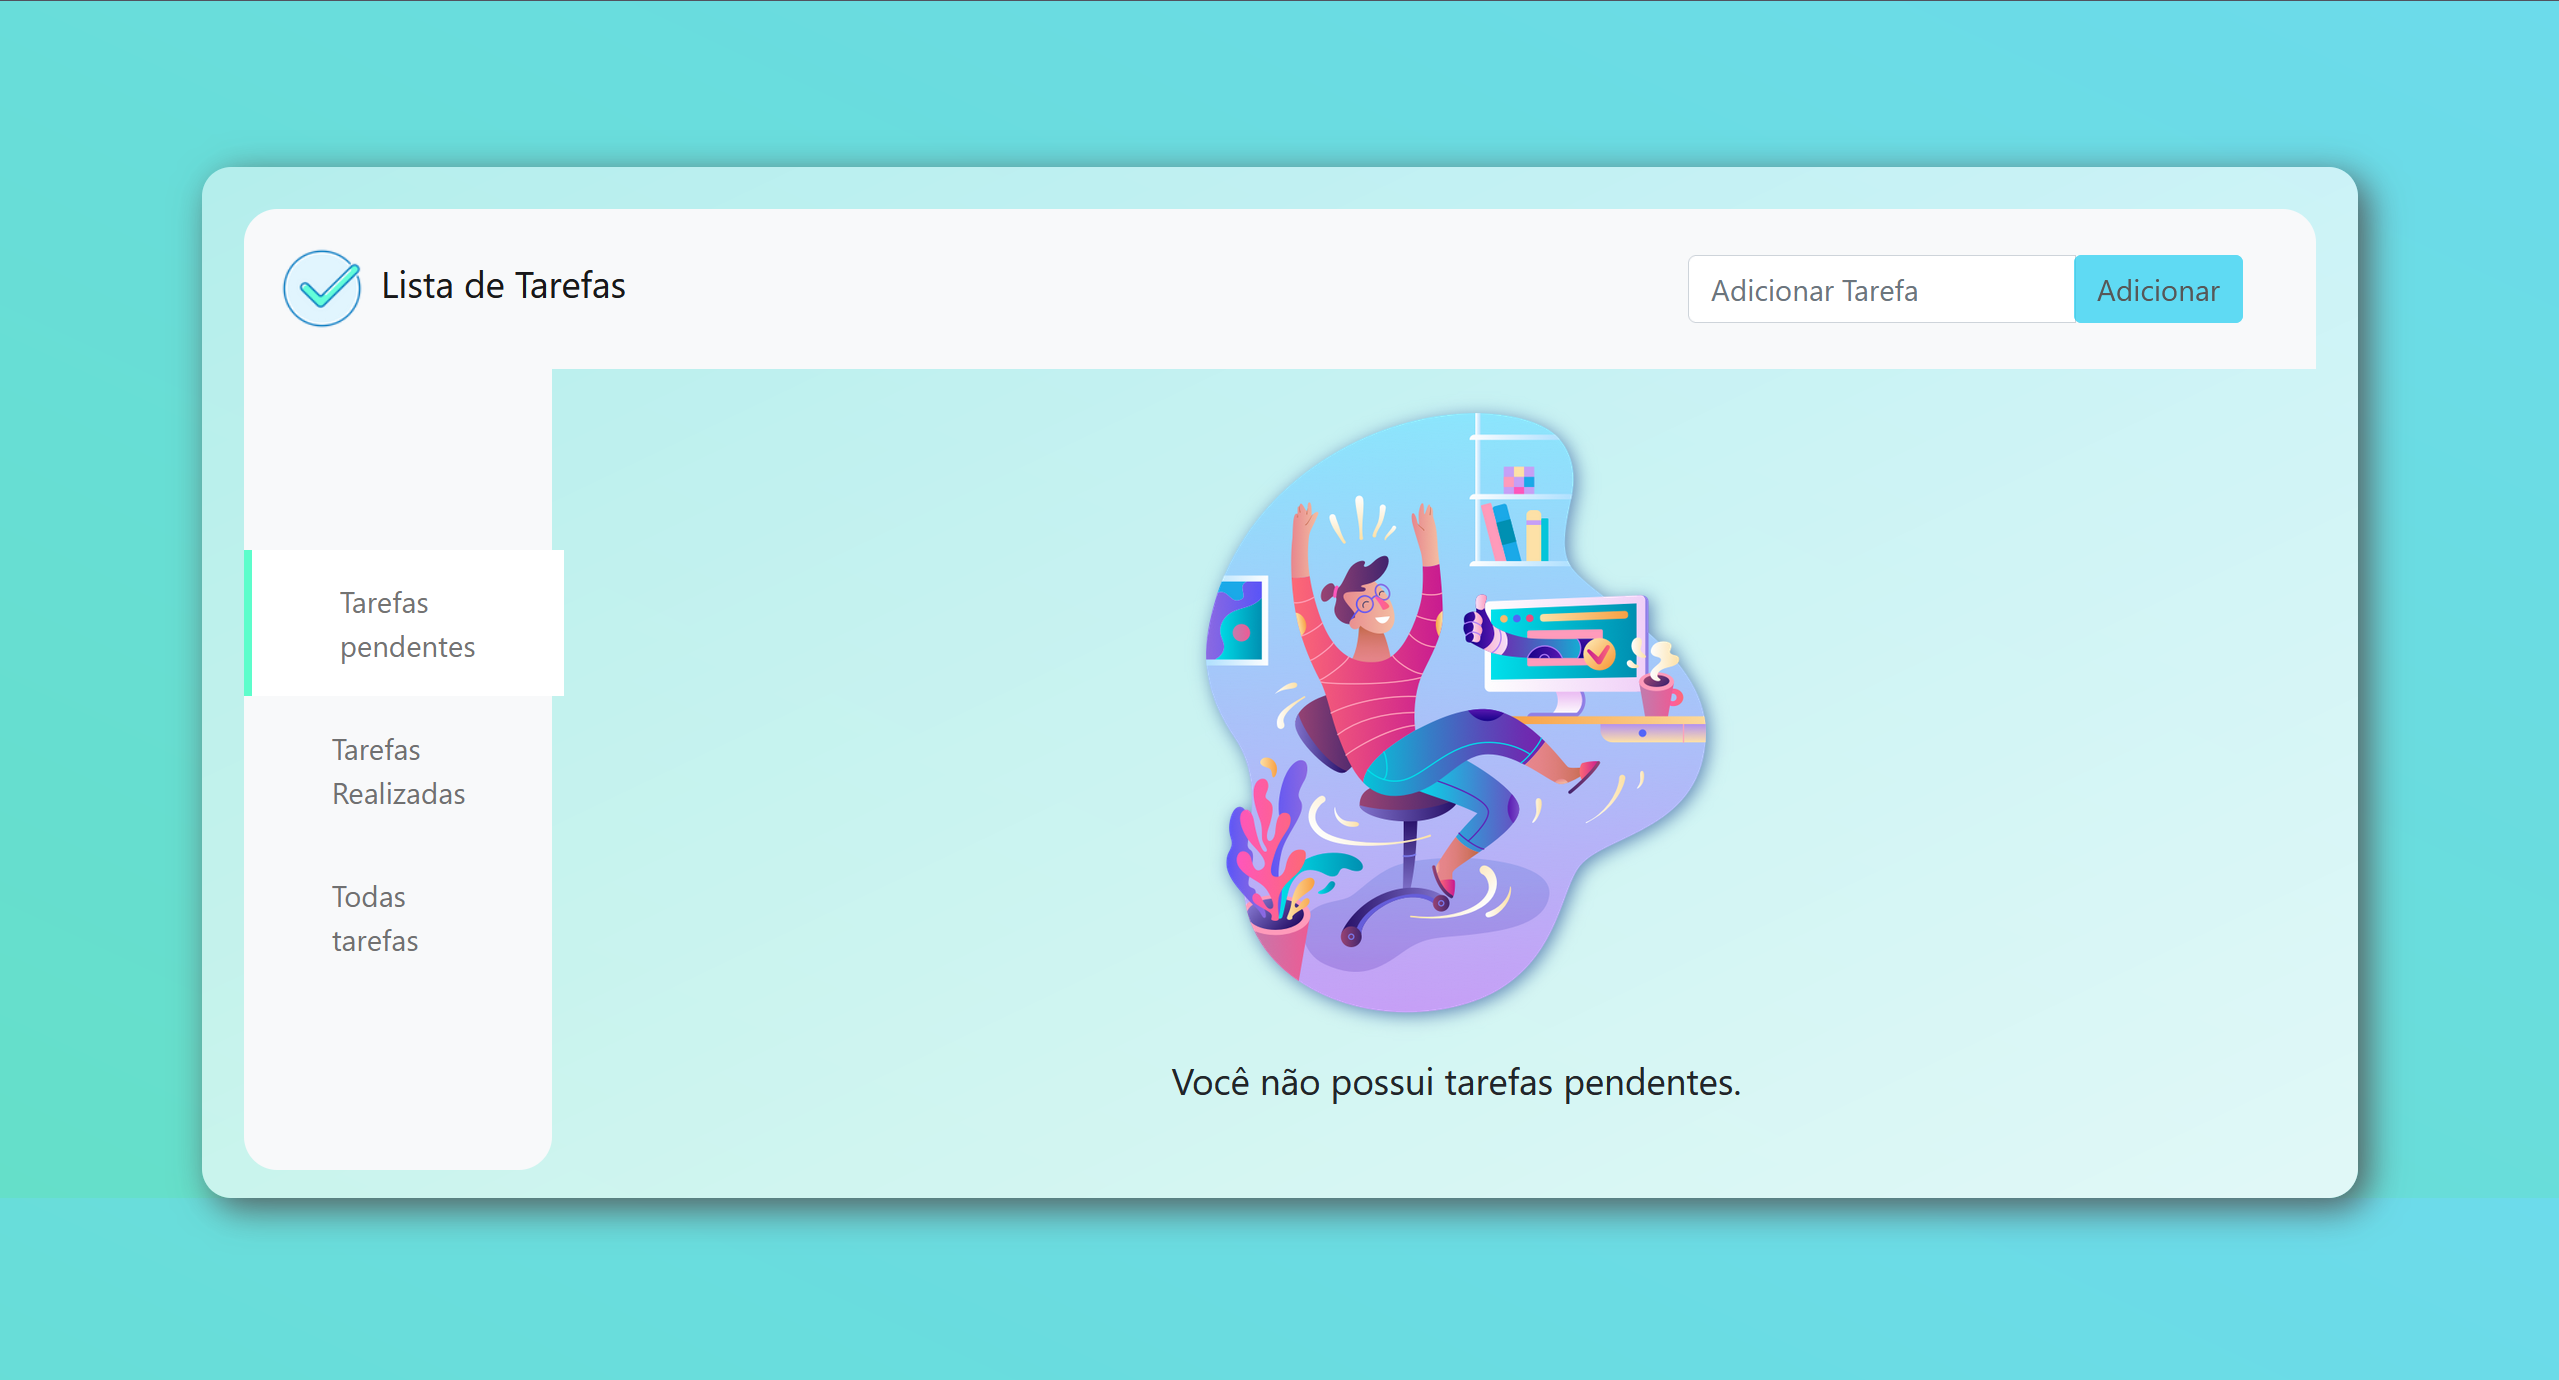 Lista de Tarefas
Adicionar Tarefa
Adicionar
Tarefas
pendentes
Tarefas
Realizadas
Todas
tarefas
Você não possui tarefas pendentes.